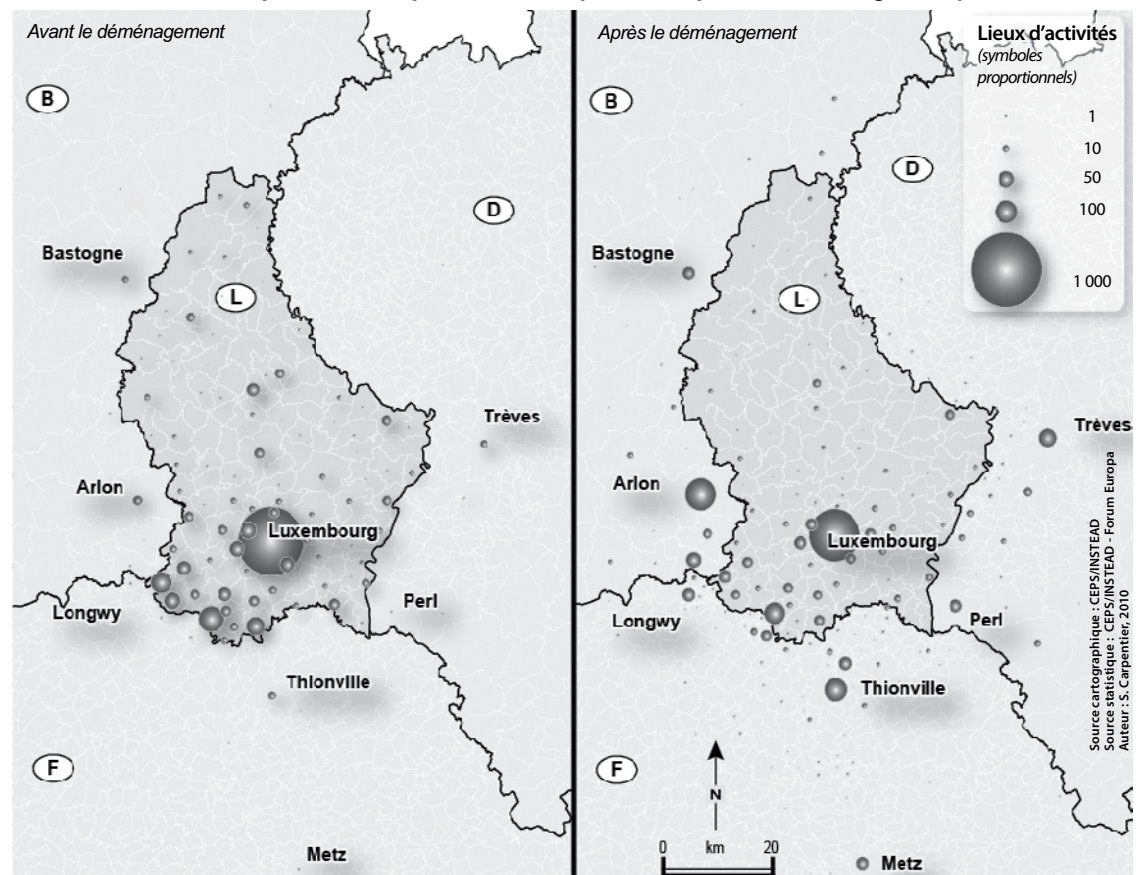 Avant le déménagement
B
D
Bastogne
L
Trèves
Arlon
Luxembourg
Longwy
Perl
Thionville
F
Metz
Après le déménagement
Lieux d'activités
(symboles
proportionnels)
1
10
50
100
1 000
B
D
Bastogne
L
Trèves
Arlon
Luxembourg
Longwy
Perl
Thionville
F
N
0 km 20
Metz
Source cartographique : CEPS/INSTEAD
Source statistique : CEPS/INSTEAD - Forum Europa
Auteur : S. Carpentier, 2010